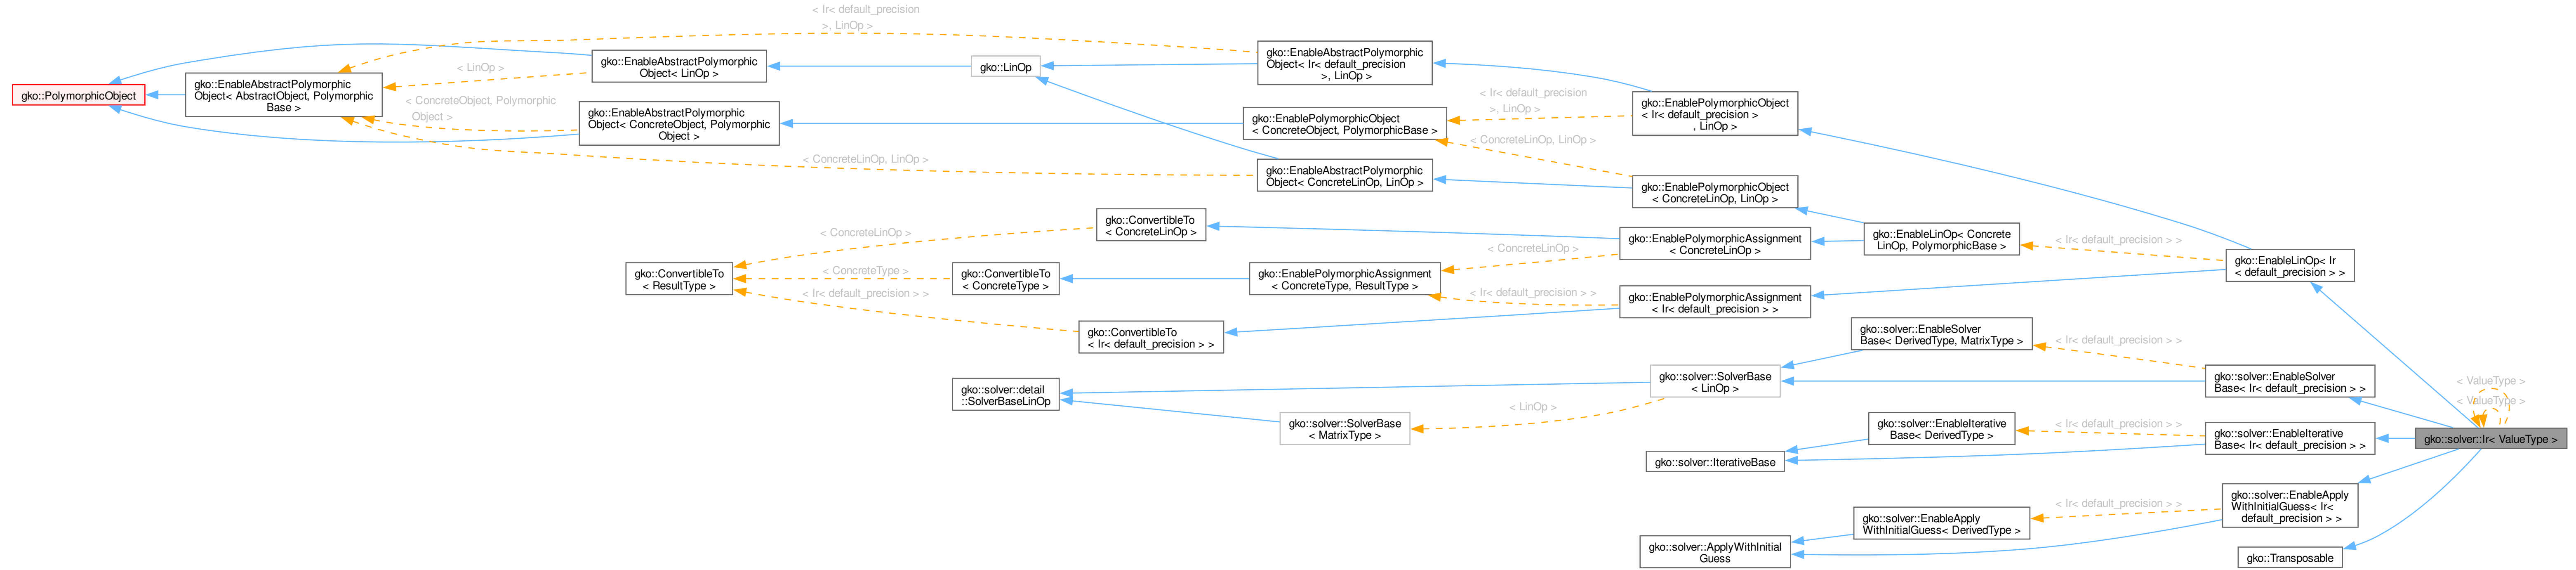 gko::PolymorphicObject
gko::EnableAbstractPolymorphic
Object< AbstractObject, Polymorphic
Base >
< Ir< default_precision
>, LinOp >
< LinOp >
< ConcreteObject, Polymorphic
Object >
< ConcreteLinOp, LinOp >
gko::EnableAbstractPolymorphic
Object< LinOp >
gko::EnableAbstractPolymorphic
Object< ConcreteObject, Polymorphic
Object >
gko::LinOp
gko::EnableAbstractPolymorphic
Object< Ir< default_precision
>, LinOp >
gko::EnablePolymorphicObject
< ConcreteObject, PolymorphicBase >
gko::EnableAbstractPolymorphic
Object< ConcreteLinOp, LinOp >
< Ir< default_precision
>, LinOp >
< ConcreteLinOp, LinOp >
gko::EnablePolymorphicObject
< Ir< default_precision >
, LinOp >
gko::EnablePolymorphicObject
< ConcreteLinOp, LinOp >
gko::ConvertibleTo
< ResultType >
< ConcreteLinOp >
< ConcreteType >
< Ir< default_precision > >
gko::ConvertibleTo
< ConcreteLinOp >
gko::ConvertibleTo
< ConcreteType >
gko::ConvertibleTo
< Ir< default_precision > >
gko::EnablePolymorphicAssignment
< ConcreteType, ResultType >
< ConcreteLinOp >
< Ir< default_precision > >
gko::EnablePolymorphicAssignment
< ConcreteLinOp >
gko::EnablePolymorphicAssignment
< Ir< default_precision > >
gko::EnableLinOp< Concrete
LinOp, PolymorphicBase >
< Ir< default_precision > >
gko::EnableLinOp< Ir
< default_precision > >
gko::solver::detail
::SolverBaseLinOp
gko::solver::SolverBase
< MatrixType >
< LinOp >
gko::solver::SolverBase
< LinOp >
gko::solver::EnableSolver
Base< DerivedType, MatrixType >
< Ir< default_precision > >
gko::solver::EnableSolver
Base< Ir< default_precision > >
gko::solver::IterativeBase
gko::solver::EnableIterative
Base< DerivedType >
< Ir< default_precision > >
gko::solver::EnableIterative
Base< Ir< default_precision > >
< ValueType >
< ValueType >
gko::solver::Ir< ValueType >
gko::solver::ApplyWithInitial
Guess
gko::solver::EnableApply
WithInitialGuess< DerivedType >
< Ir< default_precision > >
gko::solver::EnableApply
WithInitialGuess< Ir<
default_precision > >
gko::Transposable